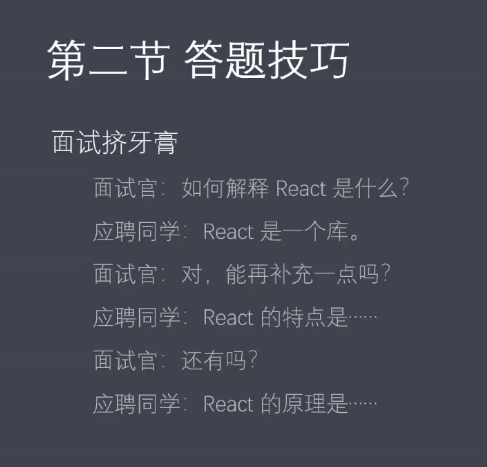 第二节 答题技巧
面试挤牙膏
面试官：如何解释 React 是什么？
应聘同学：React 是一个库。
面试官：对，能再补充一点吗？
应聘同学：React 的特点是……
面试官：还有吗？
应聘同学：React 的原理是……